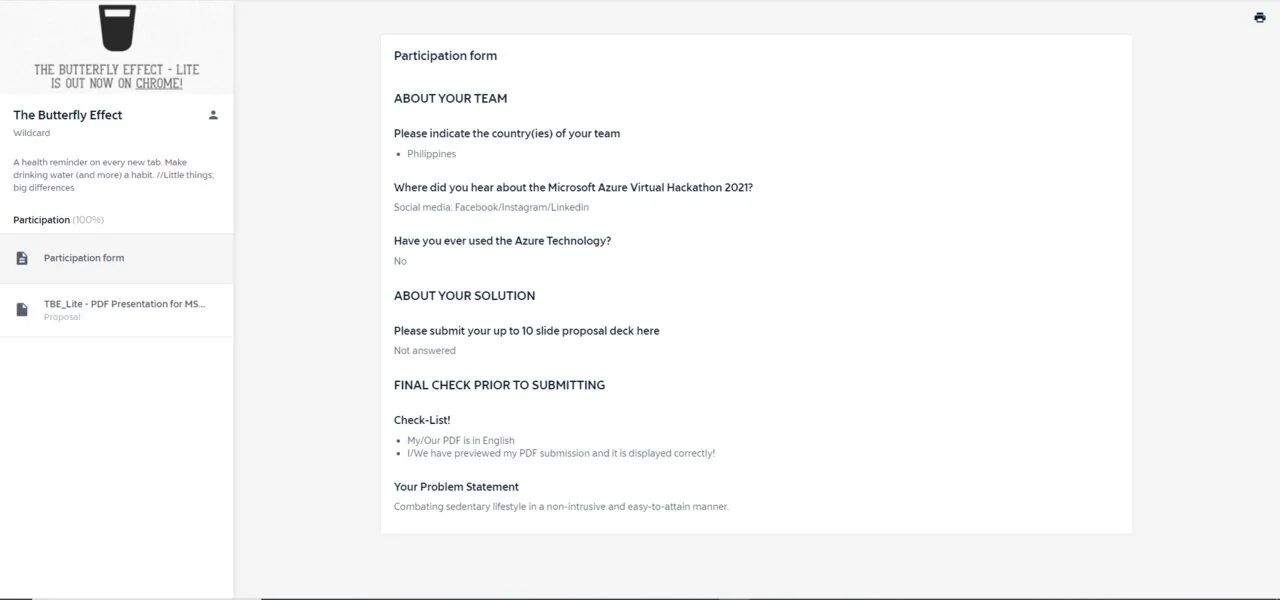 THE BUTTERFLY EFFECT - LITE
IS OUT NOW ON CHROME!
The Butterfly Effect
Wildcard
A health reminder on every new tab. Make
drinking water (and more) a habit. //Little things,
big differences
Participation (100%)
Participation form
TBE_Lite - PDF Presentation for MS...
Proposal
Participation form
ABOUT YOUR TEAM
Please indicate the country(ies) of your team
• Philippines
Where did you hear about the Microsoft Azure Virtual Hackathon 2021?
Social media: Facebook/Instagram/Linkedin
Have you ever used the Azure Technology?
No
ABOUT YOUR SOLUTION
Please submit your up to 10 slide proposal deck here
Not answered
FINAL CHECK PRIOR TO SUBMITTING
Check-List!
• My/Our PDF is in English
• I/We have previewed my PDF submission and it is displayed correctly!
Your Problem Statement
Combating sedentary lifestyle in a non-intrusive and easy-to-attain manner.